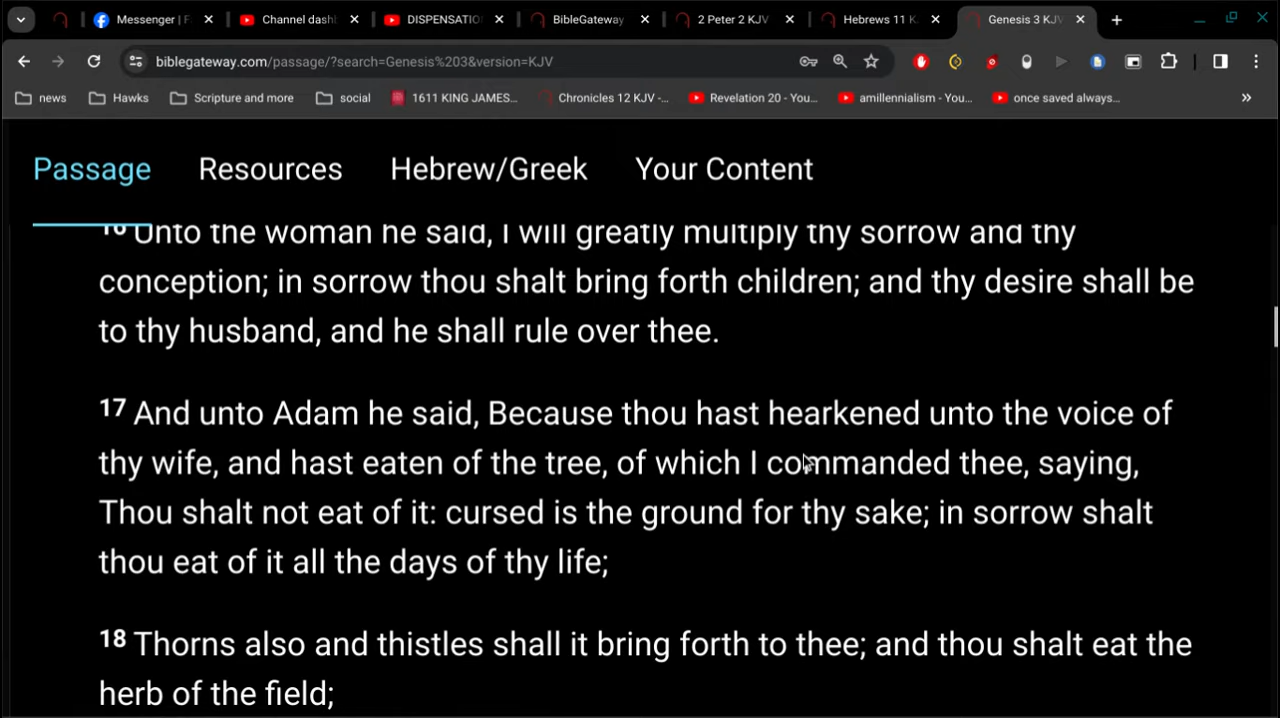 Messenger | F
Channel dash
DISPENSATIO
BibleGateway
2 Peter 2 KJV
Hebrews 11 K
Genesis 3 KJV
biblegateway.com/passage/?search=Genesis%203&version=KJV
news
Hawks
Scripture and more
social
1611 KING JAMES...
Chronicles 12 KJV -...
Revelation 20 - You...
amillennialism - You...
once saved always...
Passage
Resources
Hebrew/Greek
Your Content
16 Unto the woman he said, I will greatly multiply thy sorrow and thy
conception; in sorrow thou shalt bring forth children; and thy desire shall be
to thy husband, and he shall rule over thee.
17 And unto Adam he said, Because thou hast hearkened unto the voice of
thy wife, and hast eaten of the tree, of which I commanded thee, saying,
Thou shalt not eat of it: cursed is the ground for thy sake; in sorrow shalt
thou eat of it all the days of thy life;
18 Thorns also and thistles shall it bring forth to thee; and thou shalt eat the
herb of the field;